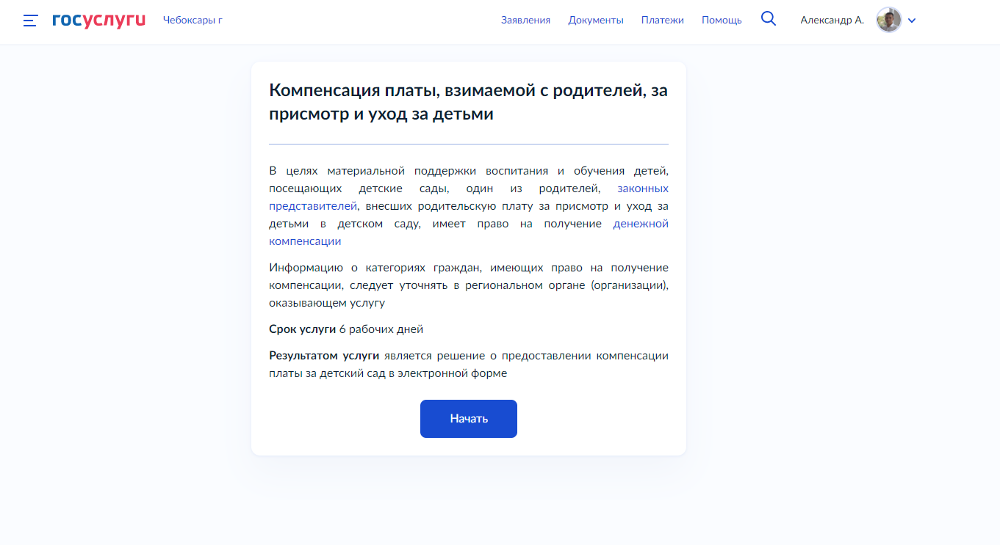 госуслуги
Чебоксары г
Заявления
Документы
Платежи
Помощь
Александр А.
Компенсация платы, взимаемой с родителей, за
присмотр и уход за детьми
В целях материальной поддержки воспитания и обучения детей,
посещающих детские сады, один из родителей, законных
представителей, внесших родительскую плату за присмотр и уход за
детьми в детском саду, имеет право на получение денежной
компенсации
Информацию о категориях граждан, имеющих право на получение
компенсации, следует уточнять в региональном органе (организации),
оказывающем услугу
Срок услуги 6 рабочих дней
Результатом услуги является решение о предоставлении компенсации
платы за детский сад в электронной форме
Начать